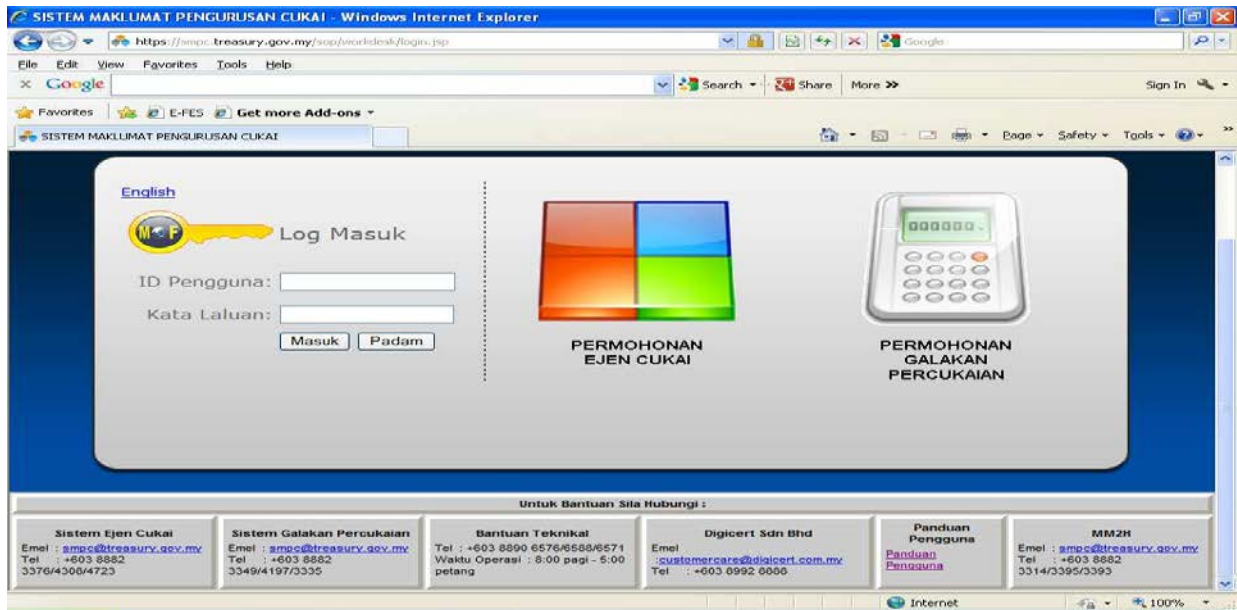 SISTEM MAKLUMAT PENGURUSAN CUKAI - Windows Internet Explorer
https://smpc.treasury.gov.my/sop/workdesk/login.jsp
Google
File Edit View Favorites Tools Help
x Google Search Share More >> Sign In
Favorites E-FES Get more Add-ons
SISTEM MAKLUMAT PENGURUSAN CUKAI Page Safety Tools
English
MOF Log Masuk
ID Pengguna:
Kata Laluan:
Masuk Padam
PERMOHONAN
EJEN CUKAI
000000.
PERMOHONAN
GALAKAN
PERCUKAIAN
Untuk Bantuan Sila Hubungi :
Sistem Ejen Cukai
Emel : smpc@treasury.gov.my
Tel : +603 8882
3376/4308/4723
Sistem Galakan Percukaian
Emel : smpc@treasury.gov.my
Tel : +603 8882
3349/4197/3335
Bantuan Teknikal
Tel : +603 8890 6576/6588/6571
Waktu Operasi : 8:00 pagi - 5:00
petang
Digicert Sdn Bhd
Emel
:customercare@digicert.com.my
Tel : +603 8992 8888
Panduan
Pengguna
Panduan
Pengguna
MM2H
Emel : smpc@treasury.gov.my
Tel : +603 8882
3314/3395/3393
Internet 100%